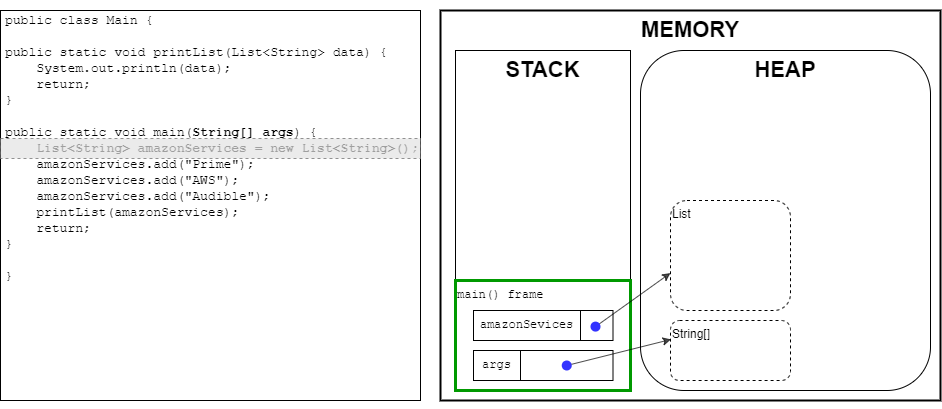 public class Main {
public static void printList(List<String> data) {
System.out.println(data);
return;
}
public static void main(String[] args) {
List<String> amazonServices = new List<String>();
amazonServices.add("Prime");
amazonServices.add("AWS");
amazonServices.add("Audible");
printList(amazonServices);
return;
}
}
MEMORY
STACK
HEAP
List
main() frame
amazonSevices
String[]
args